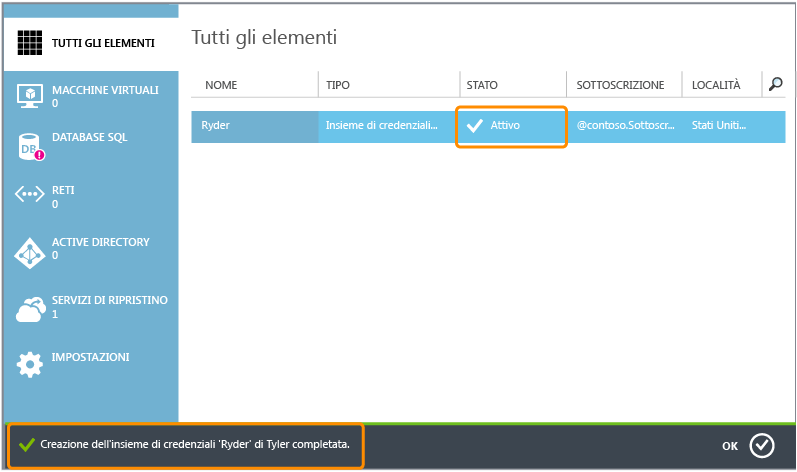 TUTTI GLI ELEMENTI
MACCHINE VIRTUALI
0
DATABASE SQL
DB
!
RETI
0
ACTIVE DIRECTORY
0
SERVIZI DI RIPRISTINO
1
IMPOSTAZIONI
Tutti gli elementi
NOME TIPO STATO SOTTOSCRIZIONE LOCALITÀ
Ryder Insieme di credenziali... Attivo @contoso.Sottoscr... Stati Uniti...
Creazione dell'insieme di credenziali 'Ryder' di Tyler completata.
OK